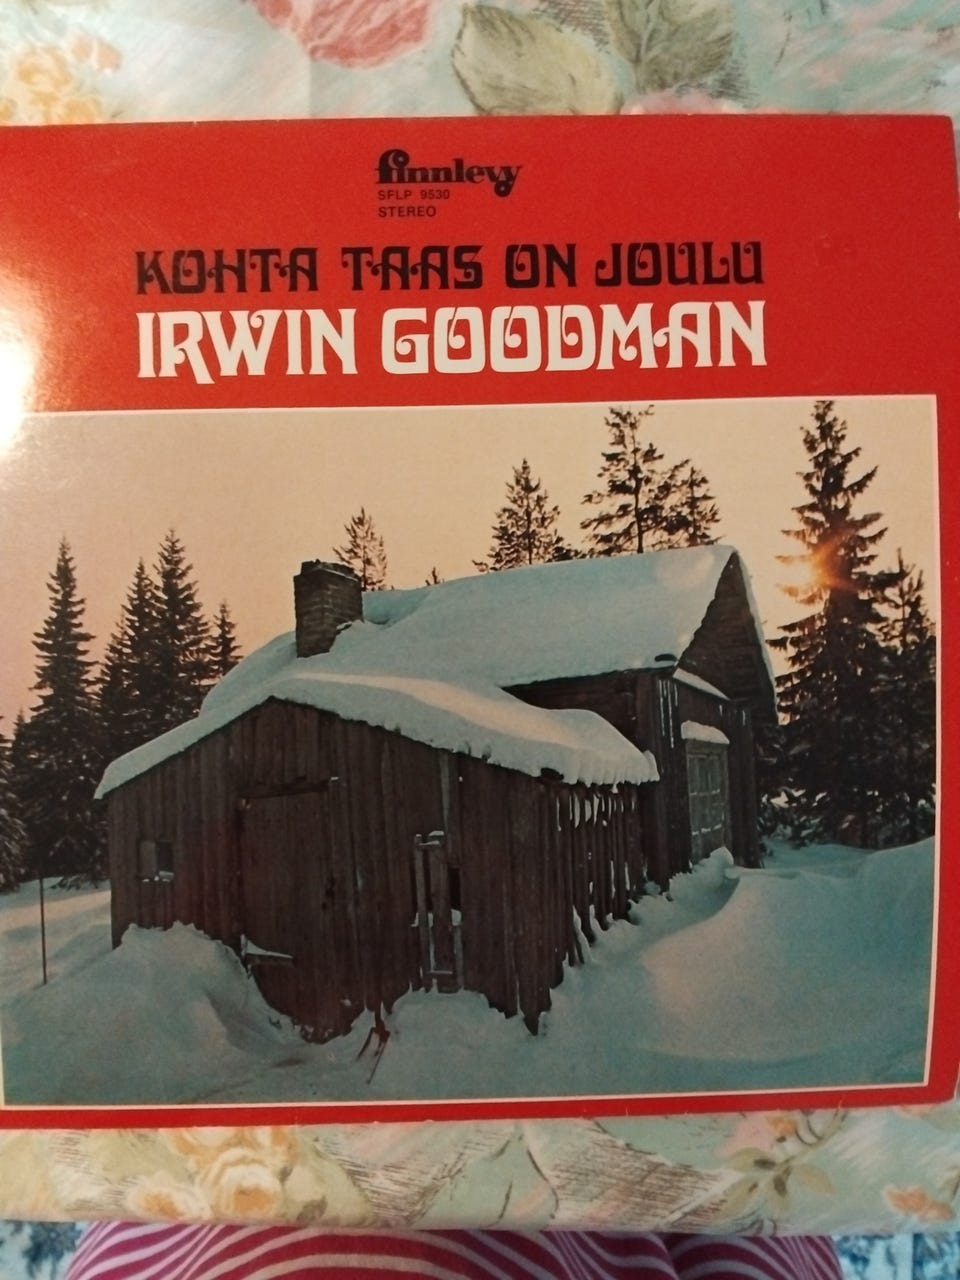 finnlevy
SFLP 9530
STEREO
KOHTA TAAS ON JOULU
IRWIN GOODMAN